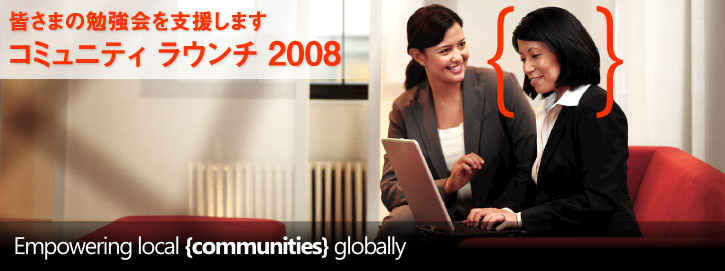 皆さまの勉強会を支援します
コミュニティ ラウンチ 2008
{ }
Empowering local {communities} globally